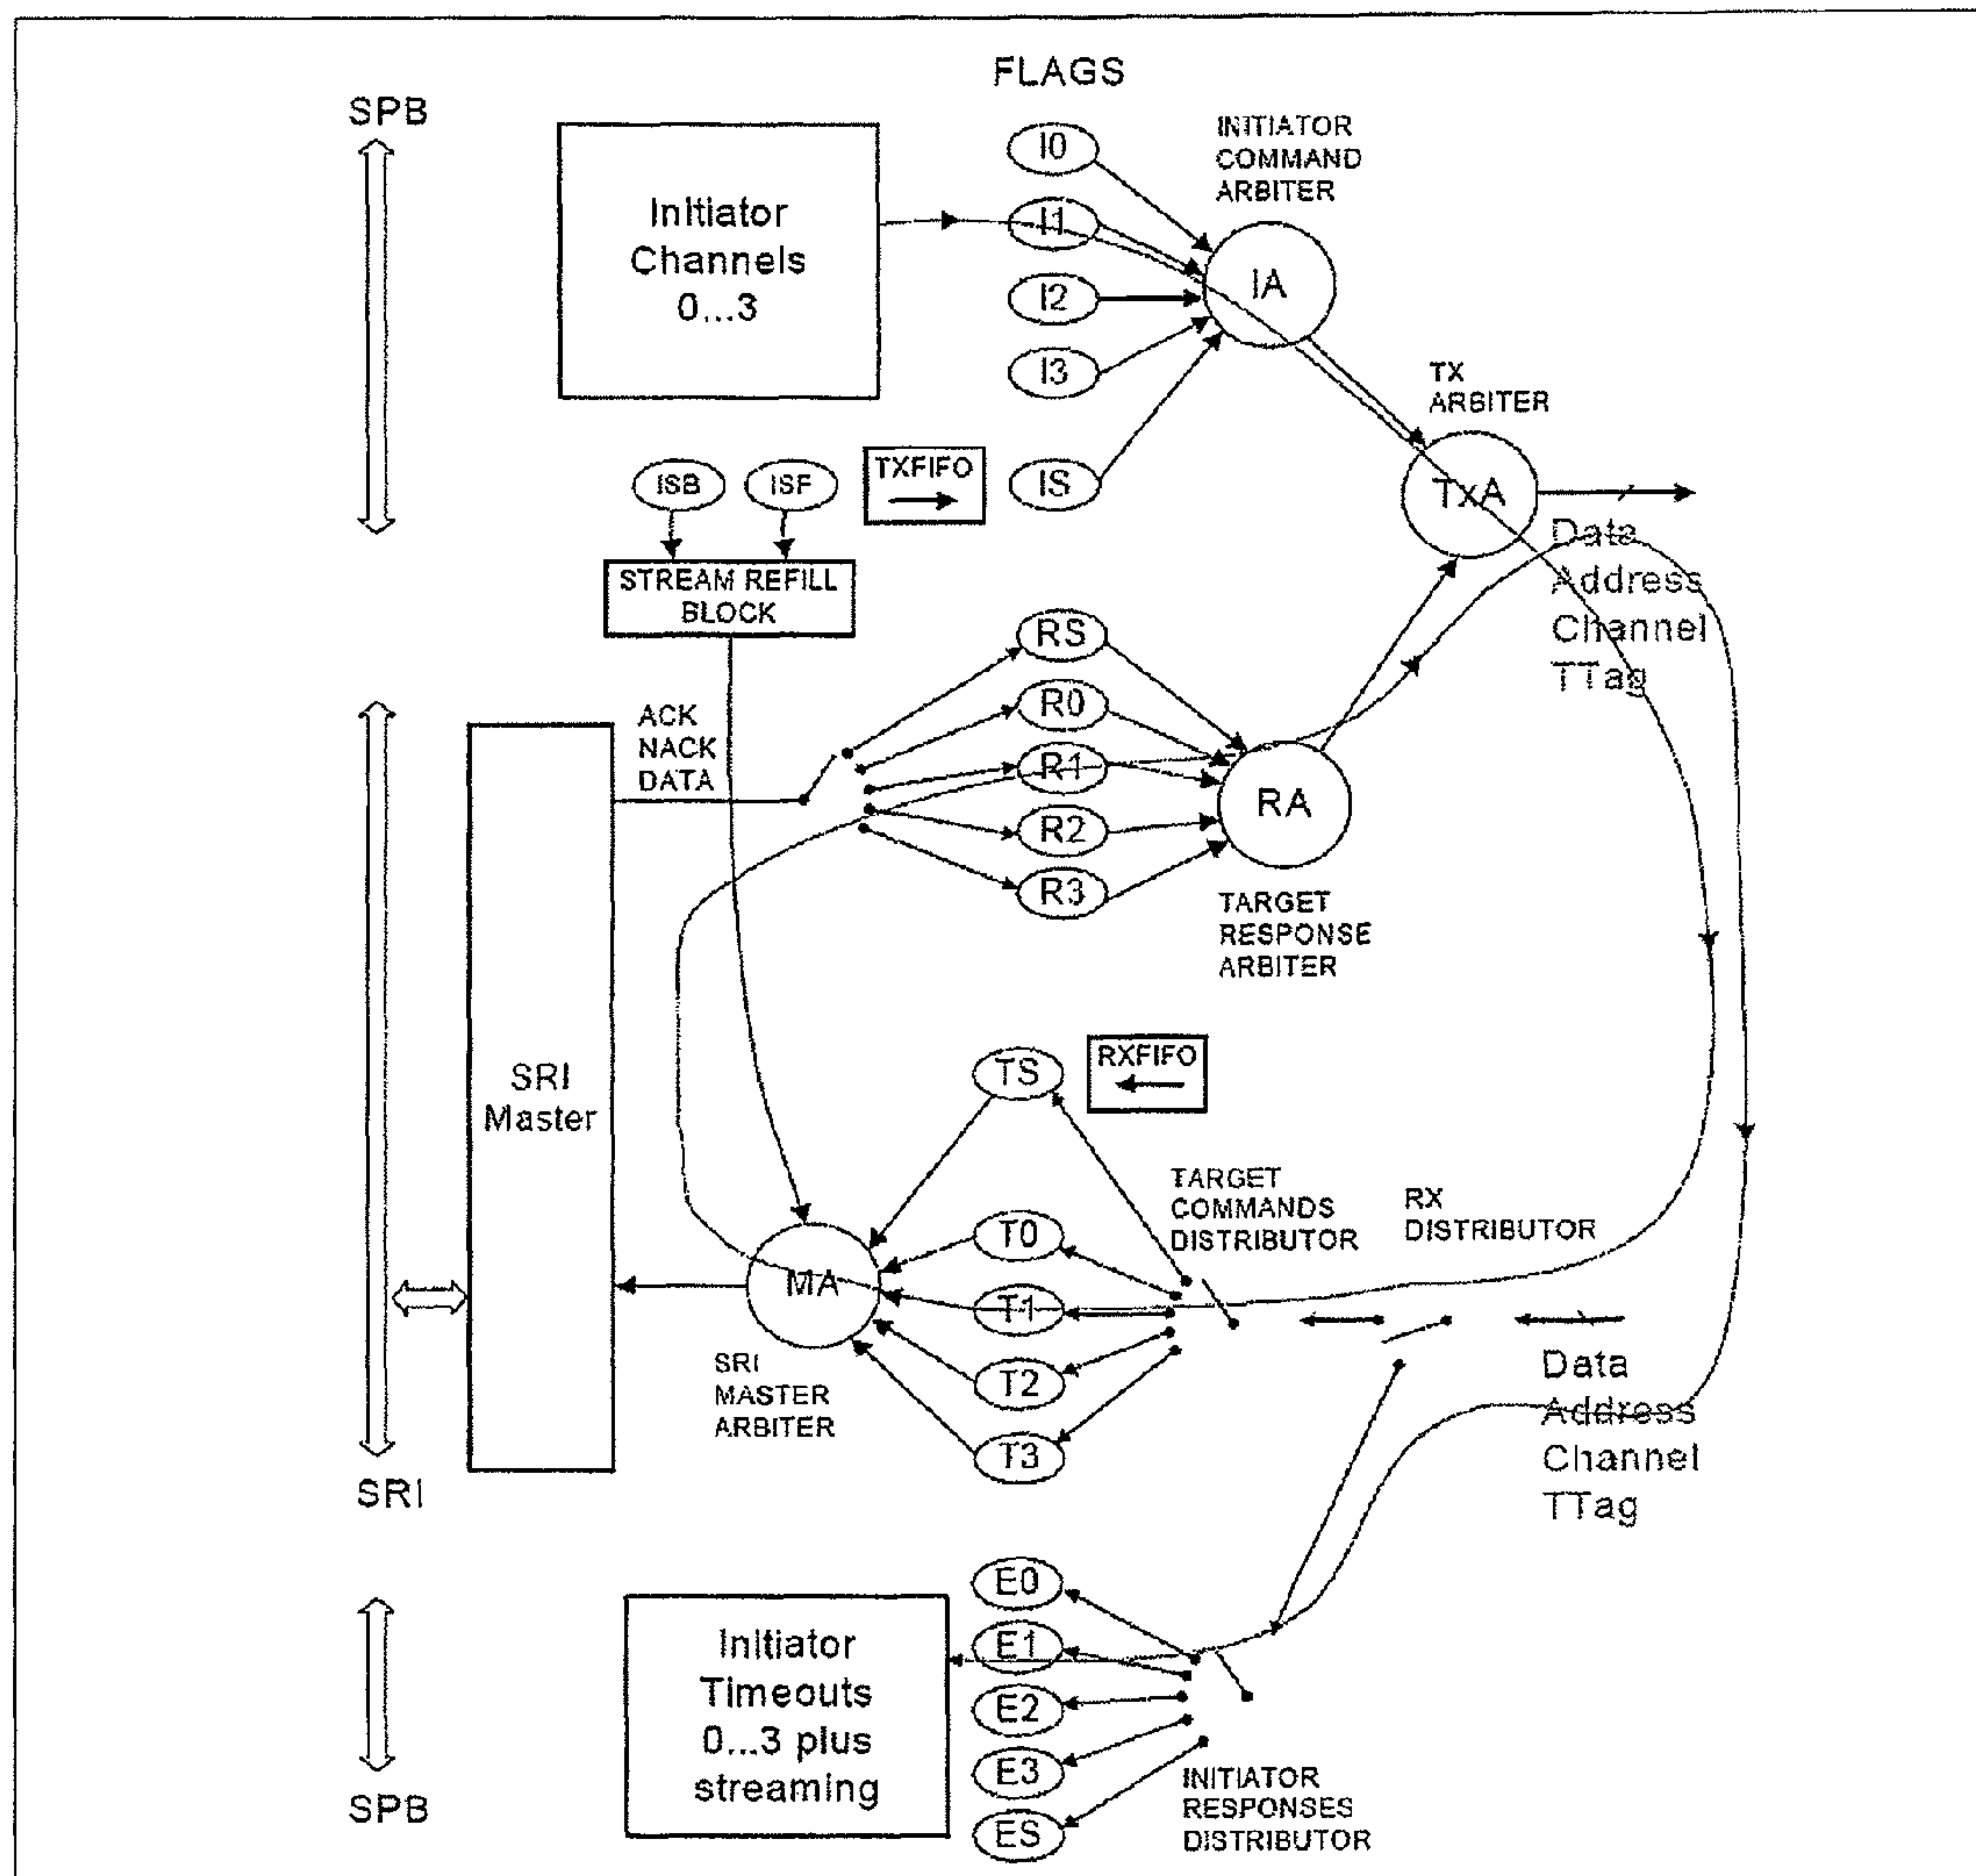 FLAGS
SPB
Initiator
Channels
0...3
I0
I1
I2
I3
IS
INITIATOR
COMMAND
ARBITER
IA
TX
ARBITER
TxA
Data
Address
Channel
TTag
ISB
ISF
TXFIFO
STREAM REFILL
BLOCK
ACK
NACK
DATA
RS
R0
R1
R2
R3
RA
TARGET
RESPONSE
ARBITER
SRI
Master
TS
RXFIFO
T0
T1
T2
T3
MA
SRI
MASTER
ARBITER
TARGET
COMMANDS
DISTRIBUTOR
RX
DISTRIBUTOR
Data
Address
Channel
TTag
SRI
Initiator
Timeouts
0...3 plus
streaming
E0
E1
E2
E3
ES
INITIATOR
RESPONSES
DISTRIBUTOR
SPB